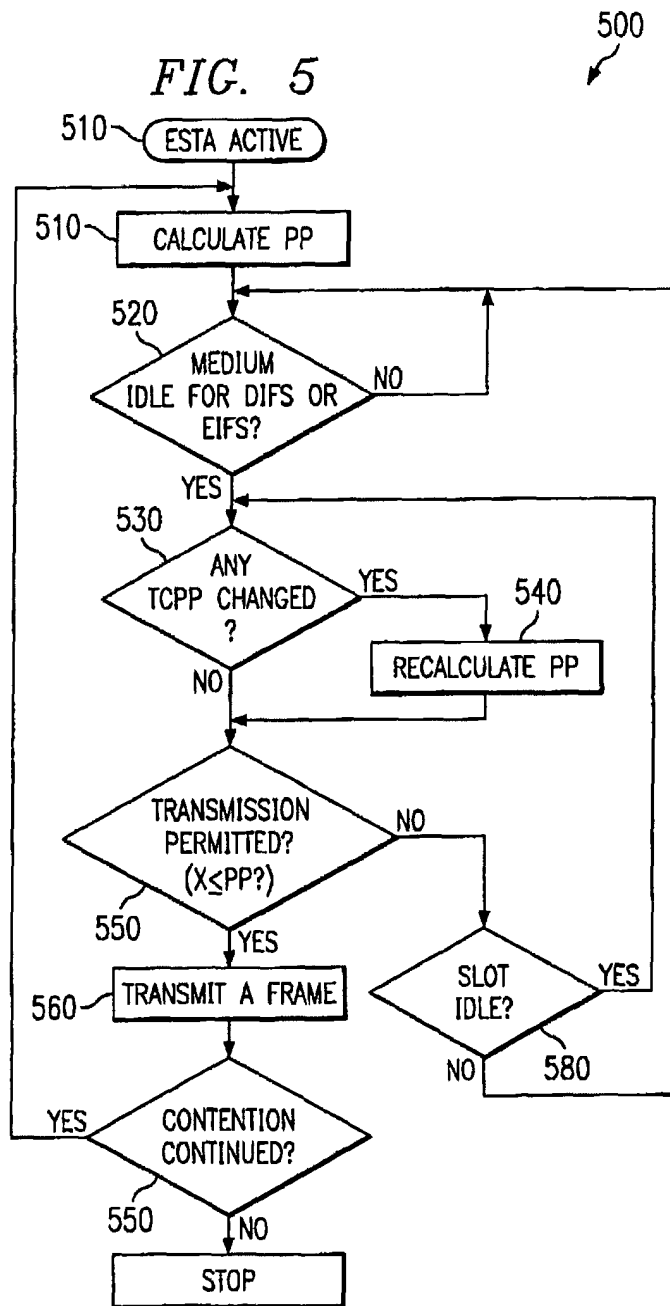 500
FIG. 5
510
ESTA ACTIVE
510
CALCULATE PP
520
MEDIUM
IDLE FOR DIFS OR
EIFS?
NO
YES
530
ANY
TCPP CHANGED
?
YES
540
RECALCULATE PP
NO
TRANSMISSION
PERMITTED?
(X≤PP?)
NO
550
YES
SLOT
IDLE?
YES
580
NO
560
TRANSMIT A FRAME
YES
CONTENTION
CONTINUED?
550
NO
STOP